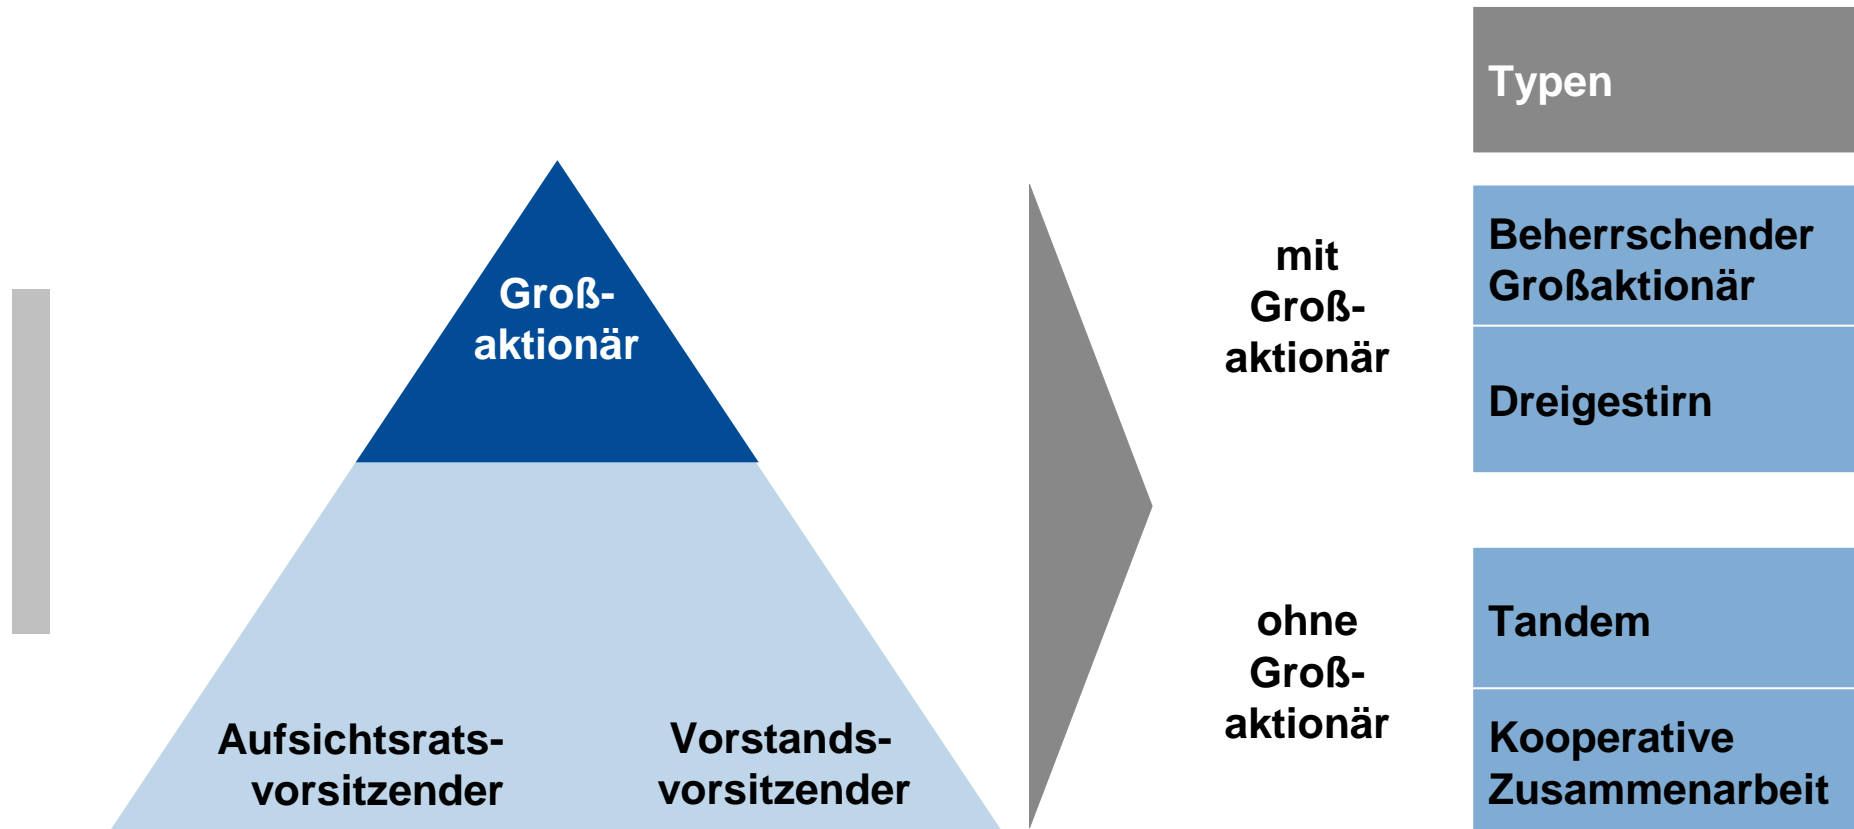 Groß-
aktionär
Aufsichtsrats-
vorsitzender
Vorstands-
vorsitzender
mit
Groß-
aktionär
ohne
Groß-
aktionär
Typen
Beherrschender
Großaktionär
Dreigestirn
Tandem
Kooperative
Zusammenarbeit